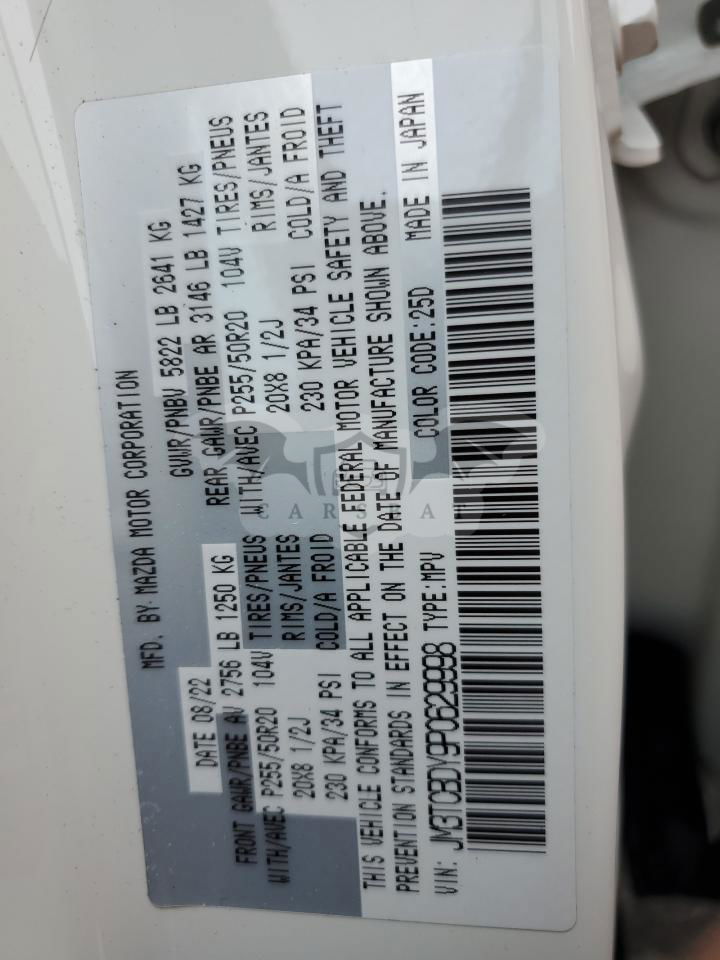 MFD. BY MAZDA MOTOR CORPORATION
DATE 08/22 GVWR/PNBV 5822 LB 2641 KG
FRONT GAWR/PNBE AV 2756 LB 1250 KG REAR GAWR/PNBE AR 3146 LB 1427 KG
WITH/AVEC P255/50R20 104V TIRES/PNEUS WITH/AVEC P255/50R20 104V TIRES/PNEUS
20X8 1/2J RIMS/JANTES 20X8 1/2J RIMS/JANTES
230 KPA/34 PSI COLD/A FROID 230 KPA/34 PSI COLD/A FROID
THIS VEHICLE CONFORMS TO ALL APPLICABLE FEDERAL MOTOR VEHICLE SAFETY AND THEFT
PREVENTION STANDARDS IN EFFECT ON THE DATE OF MANUFACTURE SHOWN ABOVE.
VIN: JM3TCBDY9P0629998 TYPE:MPV COLOR CODE:25D MADE IN JAPAN
CARSBAT